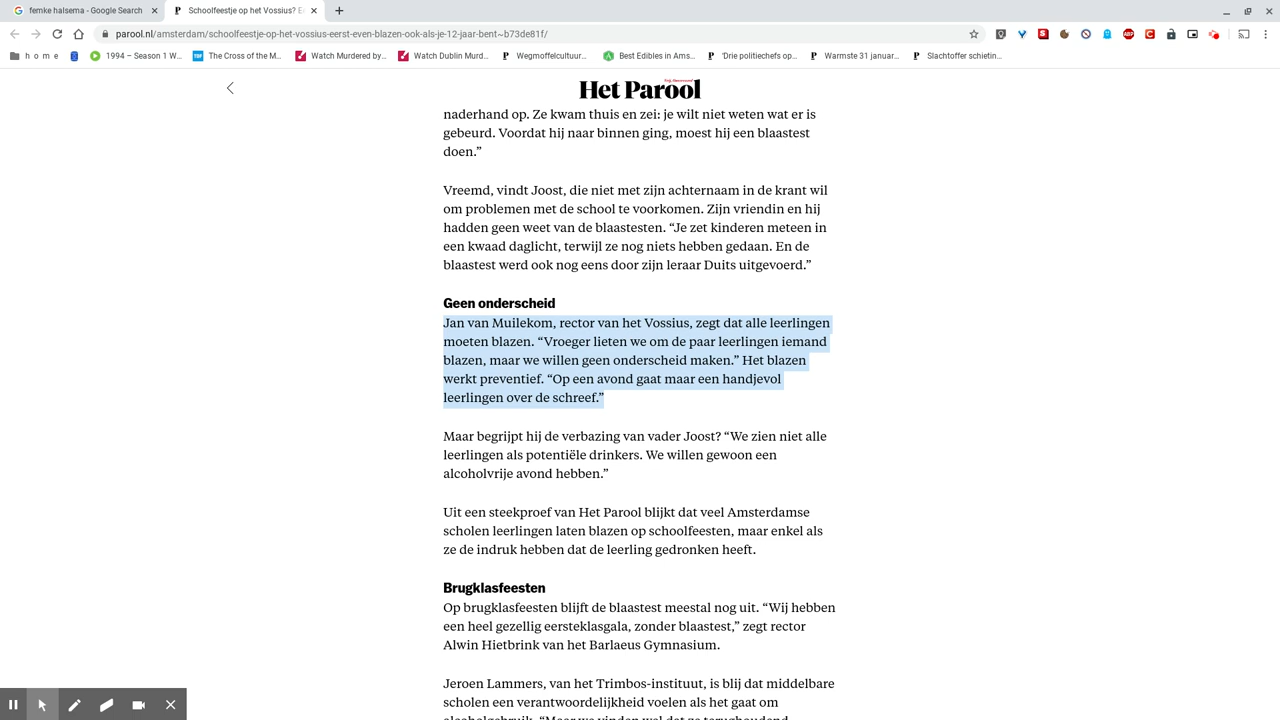 femke halsema - Google Search
Schoolfeestje op het Vossius? E
parool.nl/amsterdam/schoolfeestje-op-het-vossius-eerst-even-blazen-ook-als-je-12-jaar-bent~b73de81f/
h o m e
1994 – Season 1 W...
The Cross of the M...
Watch Murdered by...
Watch Dublin Murd...
Wegmoffelcultuur...
Best Edibles in Ams...
'Drie politiechefs op...
Warmste 31 januar...
Slachtoffer schietin...
Het Parool
naderhand op. Ze kwam thuis en zei: je wilt niet weten wat er is
gebeurd. Voordat hij naar binnen ging, moest hij een blaastest
doen.”
Vreemd, vindt Joost, die niet met zijn achternaam in de krant wil
om problemen met de school te voorkomen. Zijn vriendin en hij
hadden geen weet van de blaastesten. “Je zet kinderen meteen in
een kwaad daglicht, terwijl ze nog niets hebben gedaan. En de
blaastest werd ook nog eens door zijn leraar Duits uitgevoerd.”
Geen onderscheid
Jan van Muilekom, rector van het Vossius, zegt dat alle leerlingen
moeten blazen. “Vroeger lieten we om de paar leerlingen iemand
blazen, maar we willen geen onderscheid maken.” Het blazen
werkt preventief. “Op een avond gaat maar een handjevol
leerlingen over de schreef.”
Maar begrijpt hij de verbazing van vader Joost? “We zien niet alle
leerlingen als potentiële drinkers. We willen gewoon een
alcoholvrije avond hebben.”
Uit een steekproef van Het Parool blijkt dat veel Amsterdamse
scholen leerlingen laten blazen op schoolfeesten, maar enkel als
ze de indruk hebben dat de leerling gedronken heeft.
Brugklasfeesten
Op brugklasfeesten blijft de blaastest meestal nog uit. “Wij hebben
een heel gezellig eersteklasgala, zonder blaastest,” zegt rector
Alwin Hietbrink van het Barlaeus Gymnasium.
Jeroen Lammers, van het Trimbos-instituut, is blij dat middelbare
scholen een verantwoordelijkheid voelen als het gaat om
alcoholgebruik. “Maar we vinden wel dat ze terughoudend